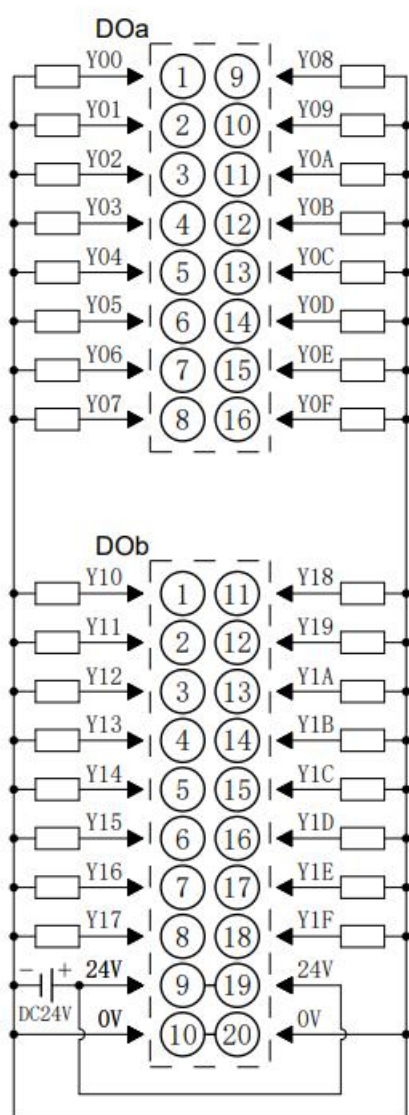 DOa
Y00 1 9 Y08
Y01 2 10 Y09
Y02 3 11 Y0A
Y03 4 12 Y0B
Y04 5 13 Y0C
Y05 6 14 Y0D
Y06 7 15 Y0E
Y07 8 16 Y0F
DOb
Y10 1 11 Y18
Y11 2 12 Y19
Y12 3 13 Y1A
Y13 4 14 Y1B
Y14 5 15 Y1C
Y15 6 16 Y1D
Y16 7 17 Y1E
Y17 8 18 Y1F
- + 24V 9 19 24V
DC24V 0V 10 20 0V